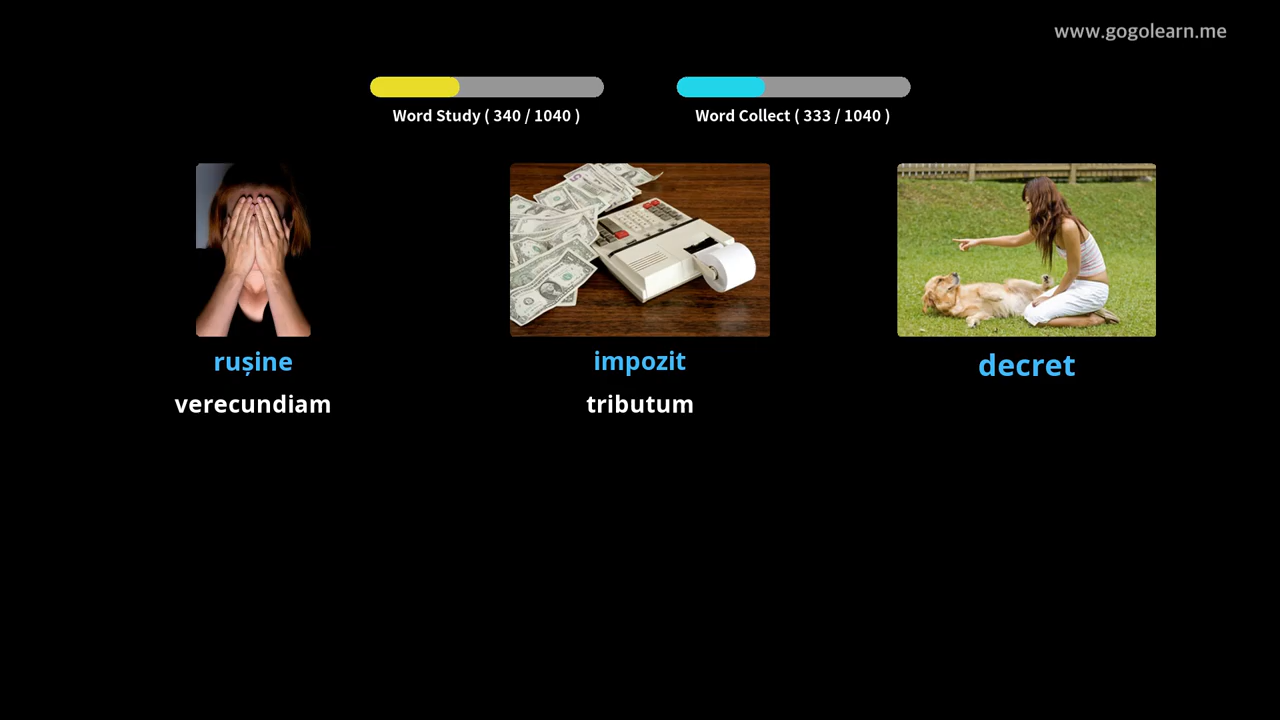 www.gogolearn.me
Word Study ( 340 / 1040 )
Word Collect ( 333 / 1040 )
rușine
impozit
decret
verecundiam
tributum